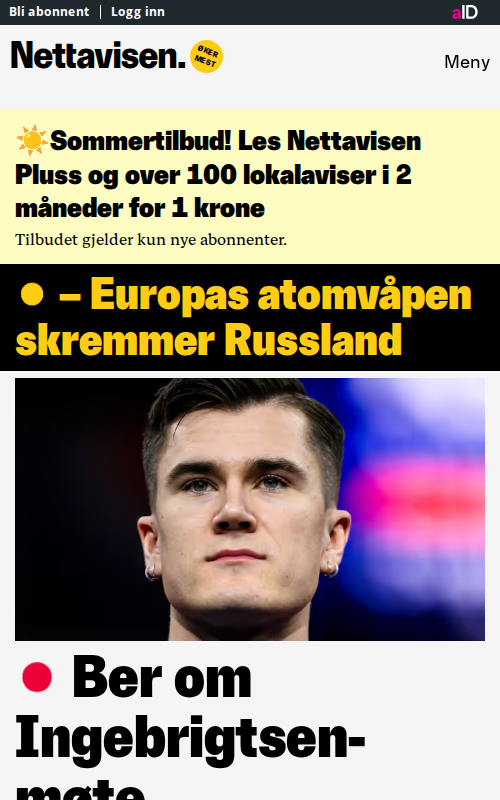 Bli abonnent | Logg inn
aID
Nettavisen.
ØKER
MEST
Meny
☀️Sommertilbud! Les Nettavisen
Pluss og over 100 lokalaviser i 2
måneder for 1 krone
Tilbudet gjelder kun nye abonnenter.
– Europas atomvåpen
skremmer Russland
Ber om
Ingebrigtsen-
møte